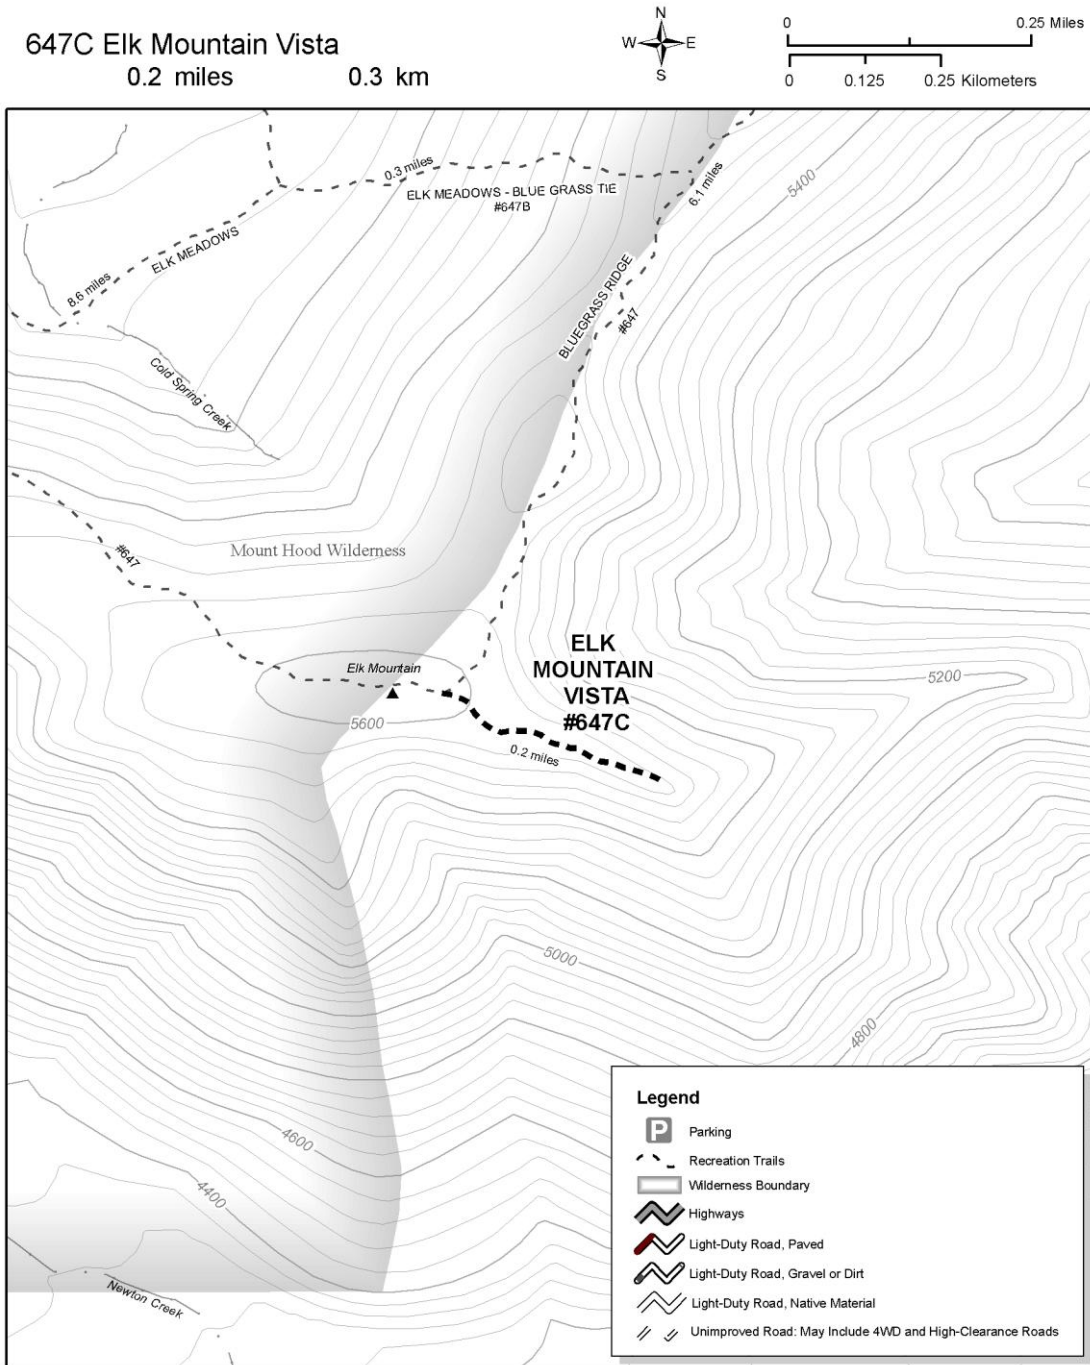 647C Elk Mountain Vista
0.2 miles 0.3 km
N
W E
S
0 0.25 Miles
0 0.125 0.25 Kilometers
0.3 miles
ELK MEADOWS - BLUE GRASS TIE
#647B
6.1 miles
5400
ELK MEADOWS
8.6 miles
BLUEGRASS RIDGE
#647
Cold Spring Creek
#647
Mount Hood Wilderness
Elk Mountain
5600
ELK
MOUNTAIN
VISTA
#647C
0.2 miles
5200
5000
4800
4600
4400
Newton Creek
Legend
P Parking
Recreation Trails
Wilderness Boundary
Highways
Light-Duty Road, Paved
Light-Duty Road, Gravel or Dirt
Light-Duty Road, Native Material
Unimproved Road: May Include 4WD and High-Clearance Roads